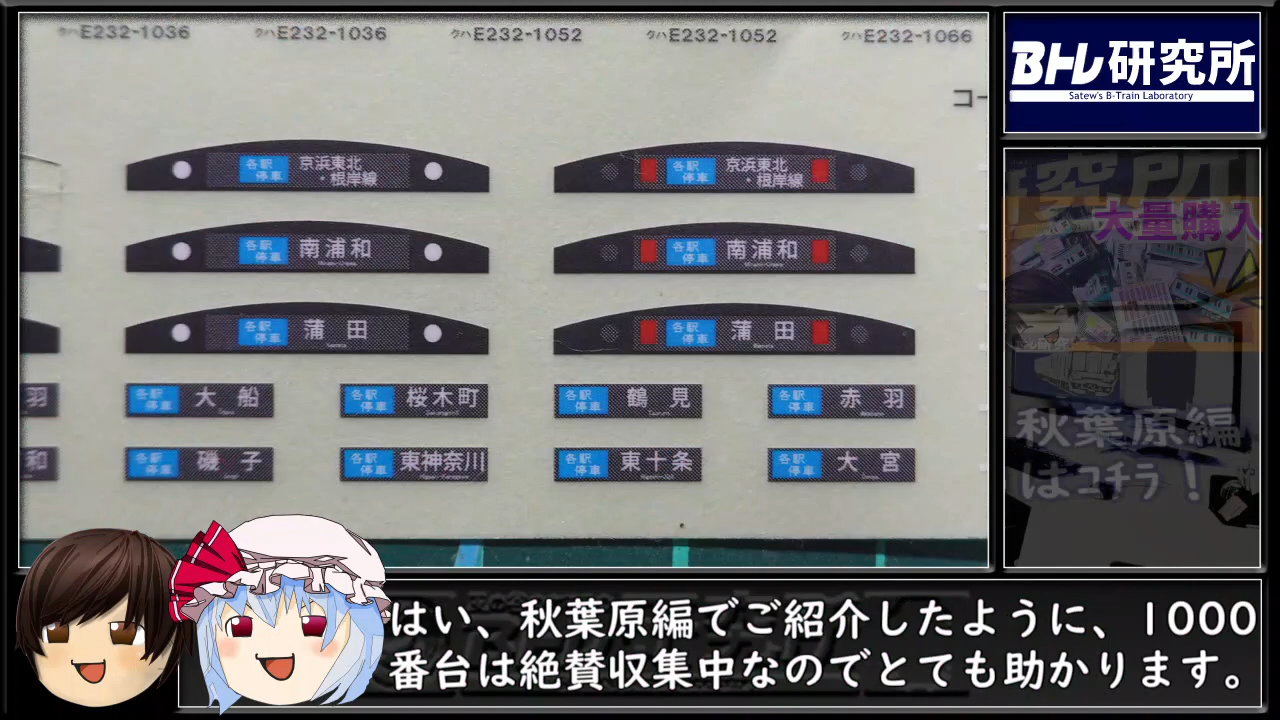 クハE232-1036
クハE232-1036
クハE232-1052
クハE232-1052
クハE232-1066
コー
各駅停車 京浜東北・根岸線
各駅停車 京浜東北・根岸線
各駅停車 南浦和
各駅停車 南浦和
各駅停車 蒲田
各駅停車 蒲田
羽
各駅停車 大船
各駅停車 桜木町
各駅停車 鶴見
各駅停車 赤羽
和
各駅停車 磯子
各駅停車 東神奈川
各駅停車 東十条
各駅停車 大宮
Bトレ研究所
Satew's B-Train Laboratory
究所
大量購入
秋葉原編
はコチラ!
はい、秋葉原編でご紹介したように、1000
番台は絶賛収集中なのでとても助かります。